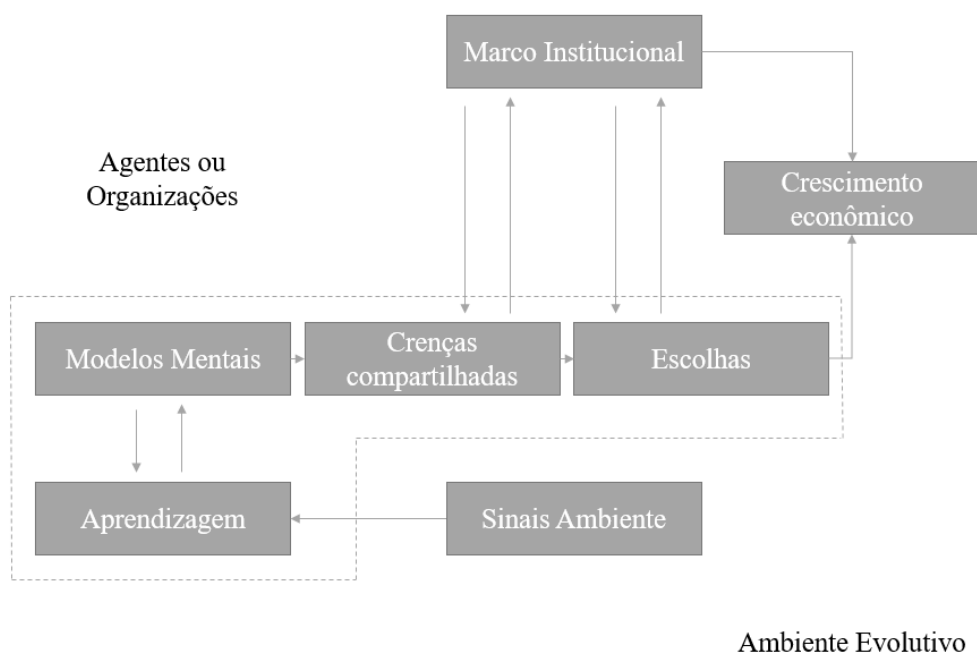 Marco Institucional
Agentes ou
Organizações
Crescimento
econômico
Modelos Mentais
Crenças
compartilhadas
Escolhas
Aprendizagem
Sinais Ambiente
Ambiente Evolutivo